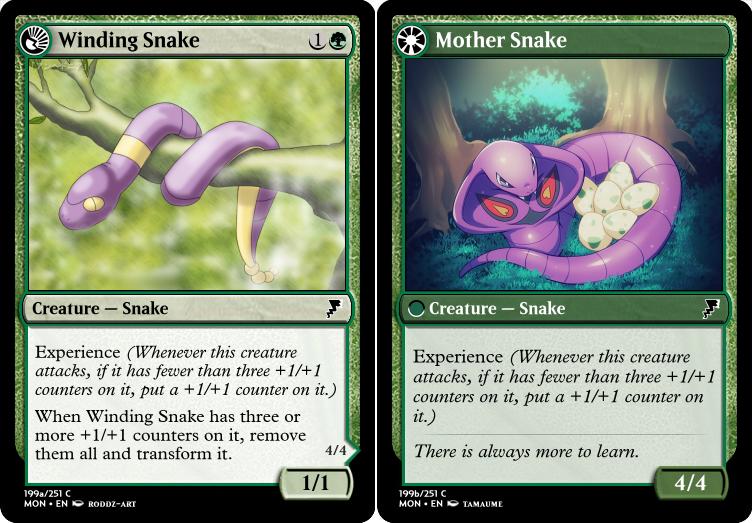 Winding Snake 1
Creature — Snake
Experience (Whenever this creature
attacks, if it has fewer than three +1/+1
counters on it, put a +1/+1 counter on it.)
When Winding Snake has three or
more +1/+1 counters on it, remove
them all and transform it.
4/4
1/1
199a/251 C
MON • EN RODDZ-ART
Mother Snake
Creature — Snake
Experience (Whenever this creature
attacks, if it has fewer than three +1/+1
counters on it, put a +1/+1 counter on
it.)
There is always more to learn.
4/4
199b/251 C
MON • EN TAMAUME